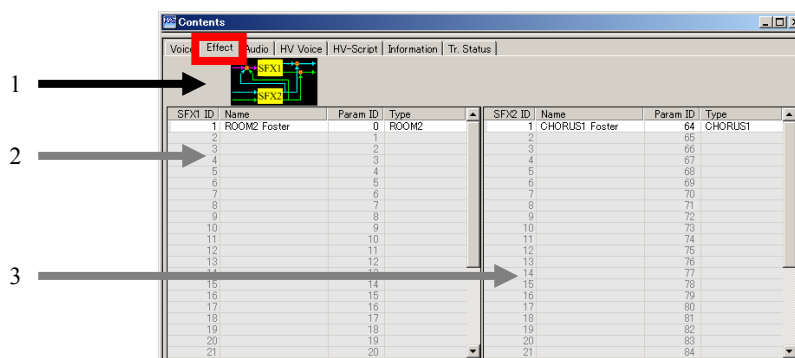 Contents
Voice Effect Audio HV Voice HV-Script Information Tr. Status
1
SFX1
SFX2
SFX1 ID Name Param ID Type SFX2 ID Name Param ID Type
1 ROOM2 Foster 0 ROOM2 1 CHORUS1 Foster 64 CHORUS1
2 1 2 65
3 2 3 66
2
4 3 4 67
5 4 5 68
6 5 6 69
7 6 7 70
8 7 8 71
9 8 9 72
10 9 10 73
11 10 11 74
12 11 12 75
13 12 13 76
3
14 13 14 77
15 14 15 78
16 15 16 79
17 16 17 80
18 17 18 81
19 18 19 82
20 19 20 83
21 20 21 84